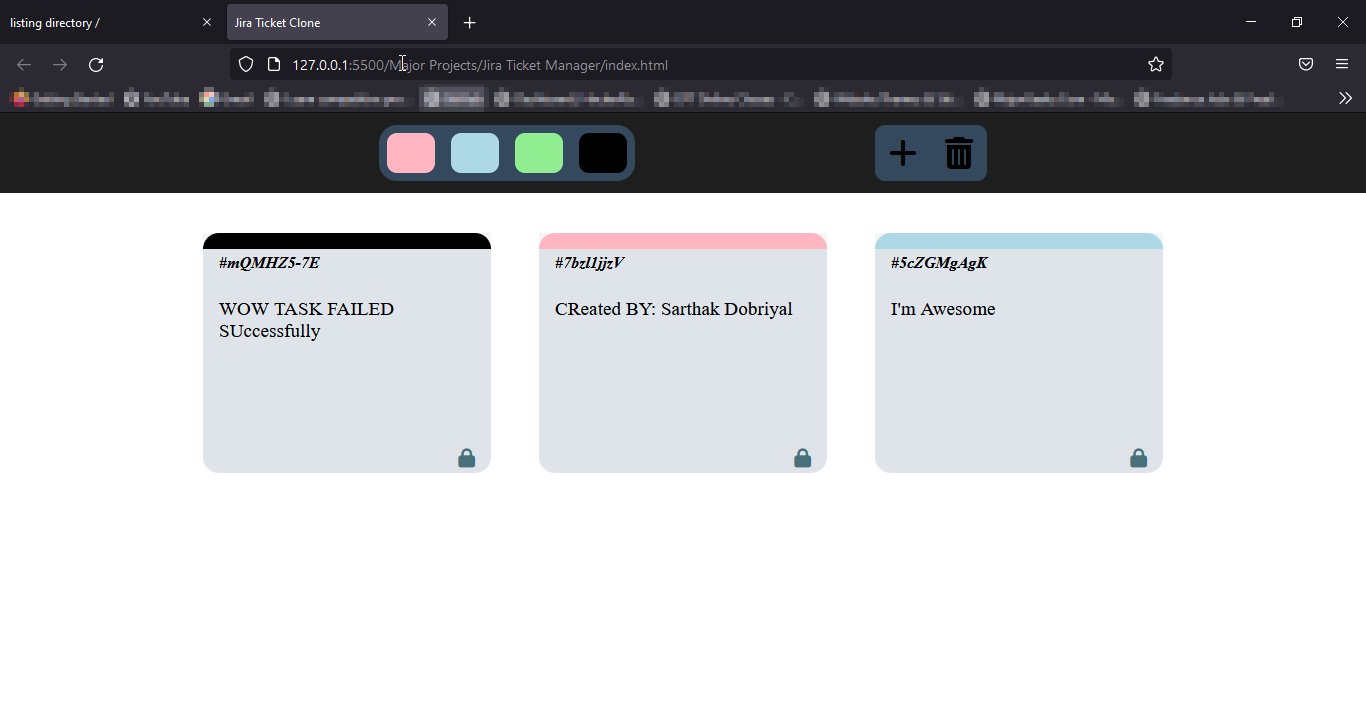 listing directory /
Jira Ticket Clone
127.0.0.1:5500/Major Projects/Jira Ticket Manager/index.html
#mQMHZ5-7E
WOW TASK FAILED
SUccessfully
#7bzl1jjzV
CReated BY: Sarthak Dobriyal
#5cZGMgAgK
I'm Awesome